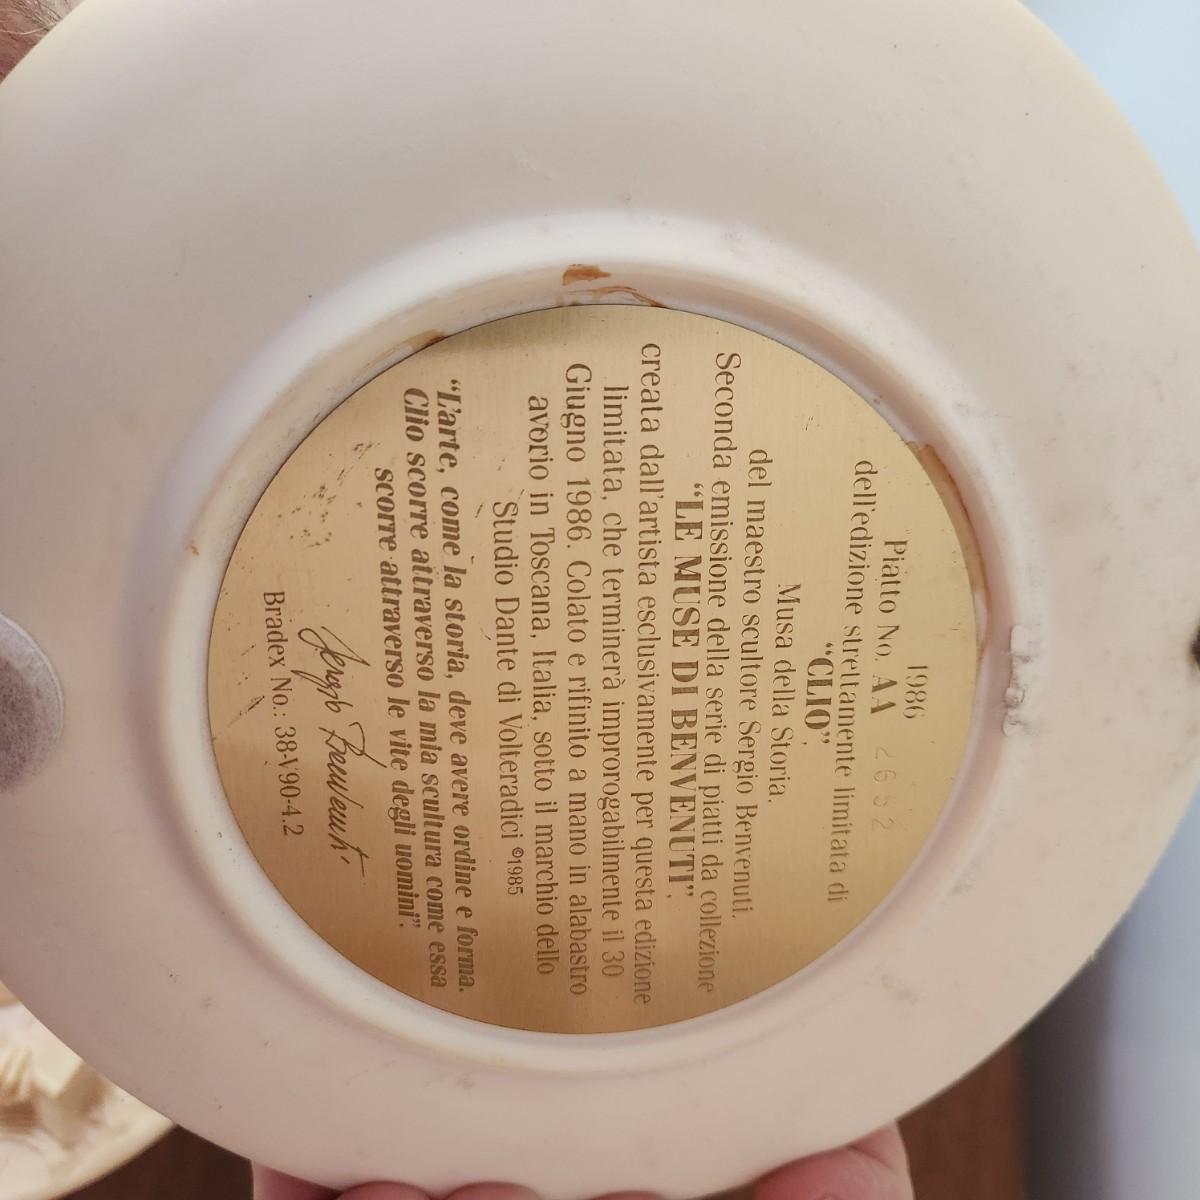 1986
Piatto No. AA 2652
dell'edizione strettamente limitata di
“CLIO”,
Musa della Storia,
del maestro scultore Sergio Benvenuti.
Seconda emissione della serie di piatti da collezione
“LE MUSE DI BENVENUTI”,
creata dall'artista esclusivamente per questa edizione
limitata, che terminerà improrogabilmente il 30
Giugno 1986. Colato e rifinito a mano in alabastro
avorio in Toscana, Italia, sotto il marchio dello
Studio Dante di Volteradici ©1985
“L'arte, come la storia, deve avere ordine e forma.
Clio scorre attraverso la mia scultura come essa
scorre attraverso le vite degli uomini”.
Sergio Benvenuti
Bradex No.: 38-V90-4.2